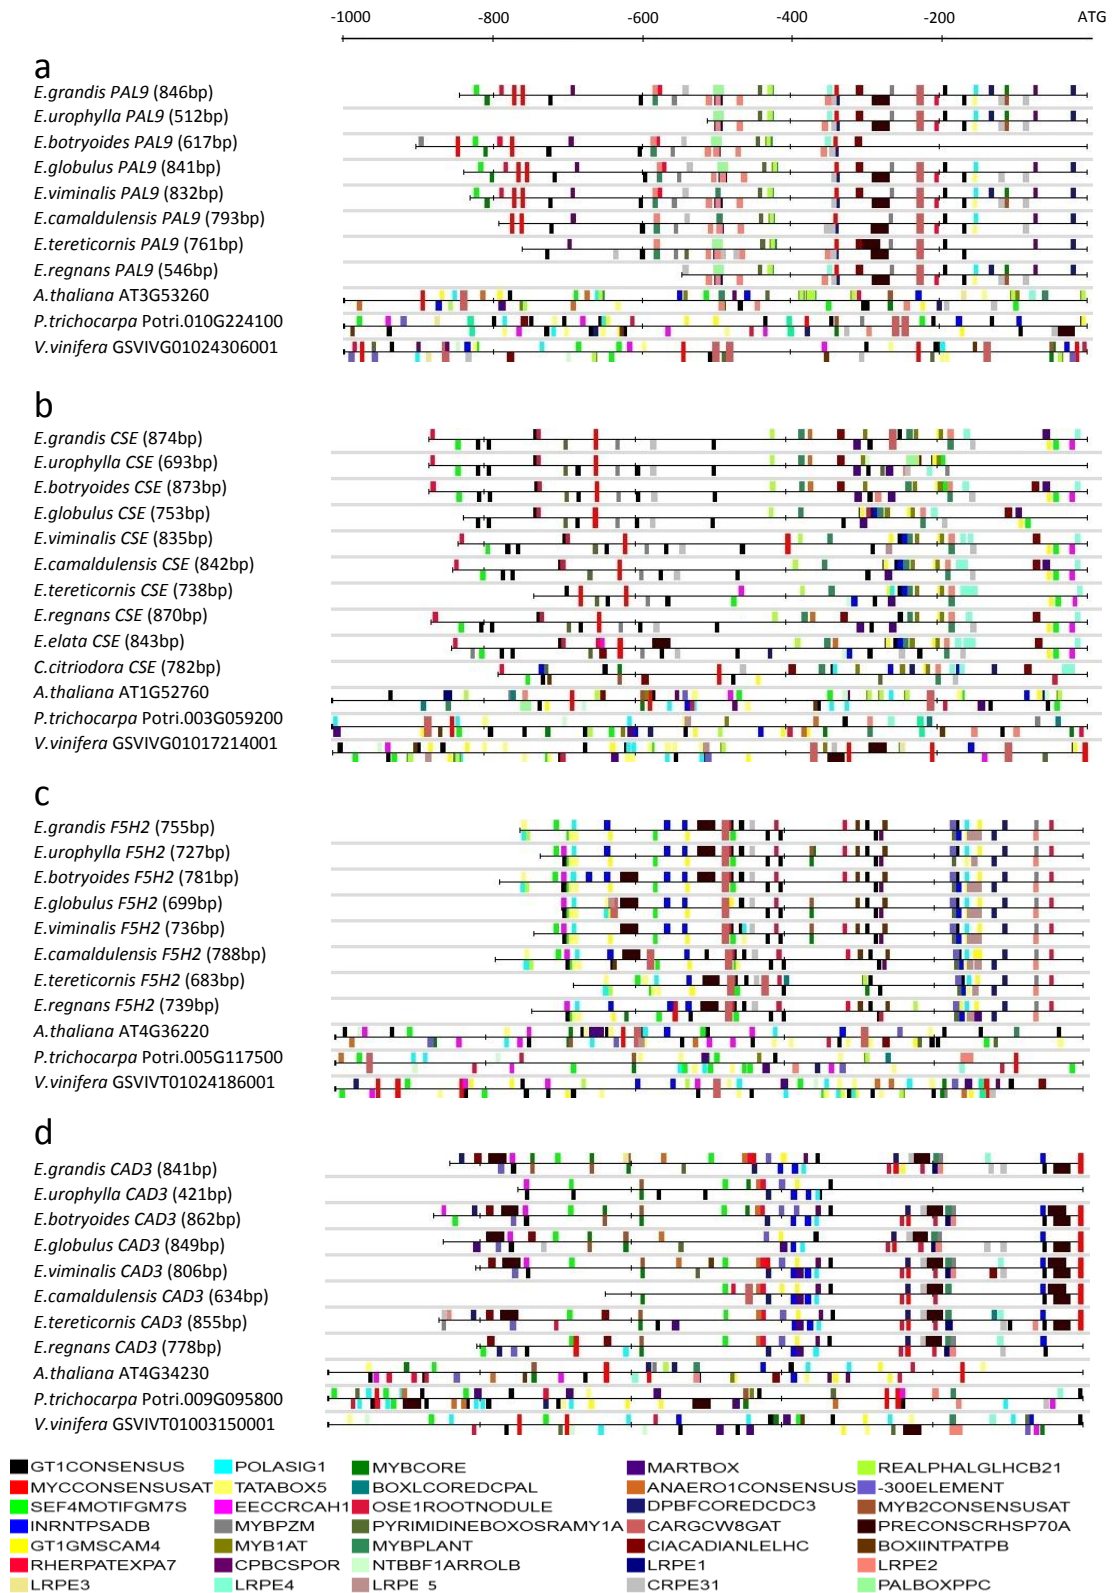 -1000 -800 -600 -400 -200 ATG
a
E.grandis PAL9 (846bp)
E.urophylla PAL9 (512bp)
E.botryoides PAL9 (617bp)
E.globulus PAL9 (841bp)
E.viminalis PAL9 (832bp)
E.camaldulensis PAL9 (793bp)
E.tereticornis PAL9 (761bp)
E.regnans PAL9 (546bp)
A.thaliana AT3G53260
P.trichocarpa Potri.010G224100
V.vinifera GSVIVG01024306001
b
E.grandis CSE (874bp)
E.urophylla CSE (693bp)
E.botryoides CSE (873bp)
E.globulus CSE (753bp)
E.viminalis CSE (835bp)
E.camaldulensis CSE (842bp)
E.tereticornis CSE (738bp)
E.regnans CSE (870bp)
E.elata CSE (843bp)
C.citriodora CSE (782bp)
A.thaliana AT1G52760
P.trichocarpa Potri.003G059200
V.vinifera GSVIVG01017214001
c
E.grandis F5H2 (755bp)
E.urophylla F5H2 (727bp)
E.botryoides F5H2 (781bp)
E.globulus F5H2 (699bp)
E.viminalis F5H2 (736bp)
E.camaldulensis F5H2 (788bp)
E.tereticornis F5H2 (683bp)
E.regnans F5H2 (739bp)
A.thaliana AT4G36220
P.trichocarpa Potri.005G117500
V.vinifera GSVIVT01024186001
d
E.grandis CAD3 (841bp)
E.urophylla CAD3 (421bp)
E.botryoides CAD3 (862bp)
E.globulus CAD3 (849bp)
E.viminalis CAD3 (806bp)
E.camaldulensis CAD3 (634bp)
E.tereticornis CAD3 (855bp)
E.regnans CAD3 (778bp)
A.thaliana AT4G34230
P.trichocarpa Potri.009G095800
V.vinifera GSVIVT01003150001
GT1CONSENSUS POLASIG1 MYBCORE MARTBOX REALPHALGLHCB21
MYCCONSENSUSAT TATABOX5 BOXLCOREDCPAL ANAERO1CONSENSUS -300ELEMENT
SEF4MOTIFGM7S EECCRCAH1 OSE1ROOTNODULE DPBFCOREDCDC3 MYB2CONSENSUSAT
INRNTPSADB MYBPZM PYRIMIDINEBOXOSRAMY1A CARGCW8GAT PRECONSCRHSP70A
GT1GMSCAM4 MYB1AT MYBPLANT CIACADIANLELHC BOXIINTPATPB
RHERPATEXPA7 CPBCSPOR NTBBF1ARROLB LRPE1 LRPE2
LRPE3 LRPE4 LRPE 5 CRPE31 PALBOXPPC